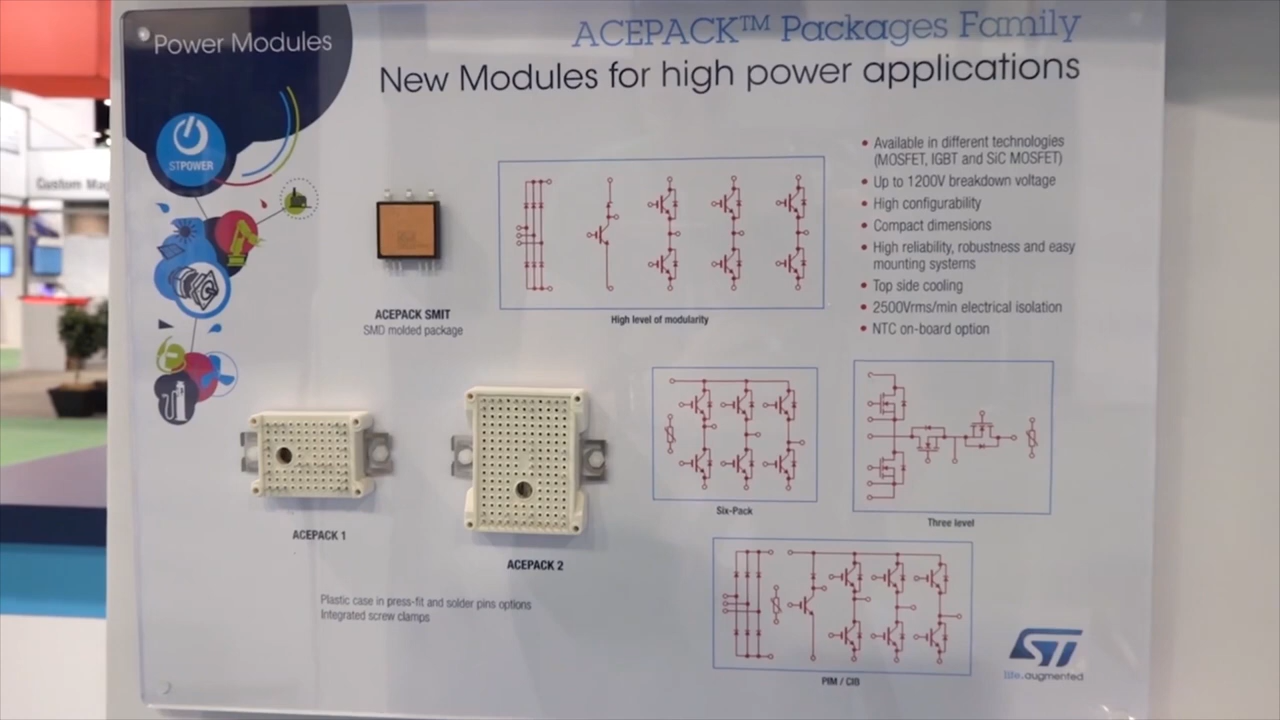 Power Modules
ACEPACK™ Packages Family
New Modules for high power applications
STPOWER
Custom
• Available in different technologies
(MOSFET, IGBT and SiC MOSFET)
• Up to 1200V breakdown voltage
• High configurability
• Compact dimensions
• High reliability, robustness and easy
mounting systems
• Top side cooling
• 2500Vrms/min electrical isolation
• NTC on-board option
ACEPACK SMIT
SMD molded package
High level of modularity
Six-Pack
Three level
ACEPACK 1
ACEPACK 2
Plastic case in press-fit and solder pins options
Integrated screw clamps
PIM / CIB
ST
life.augmented